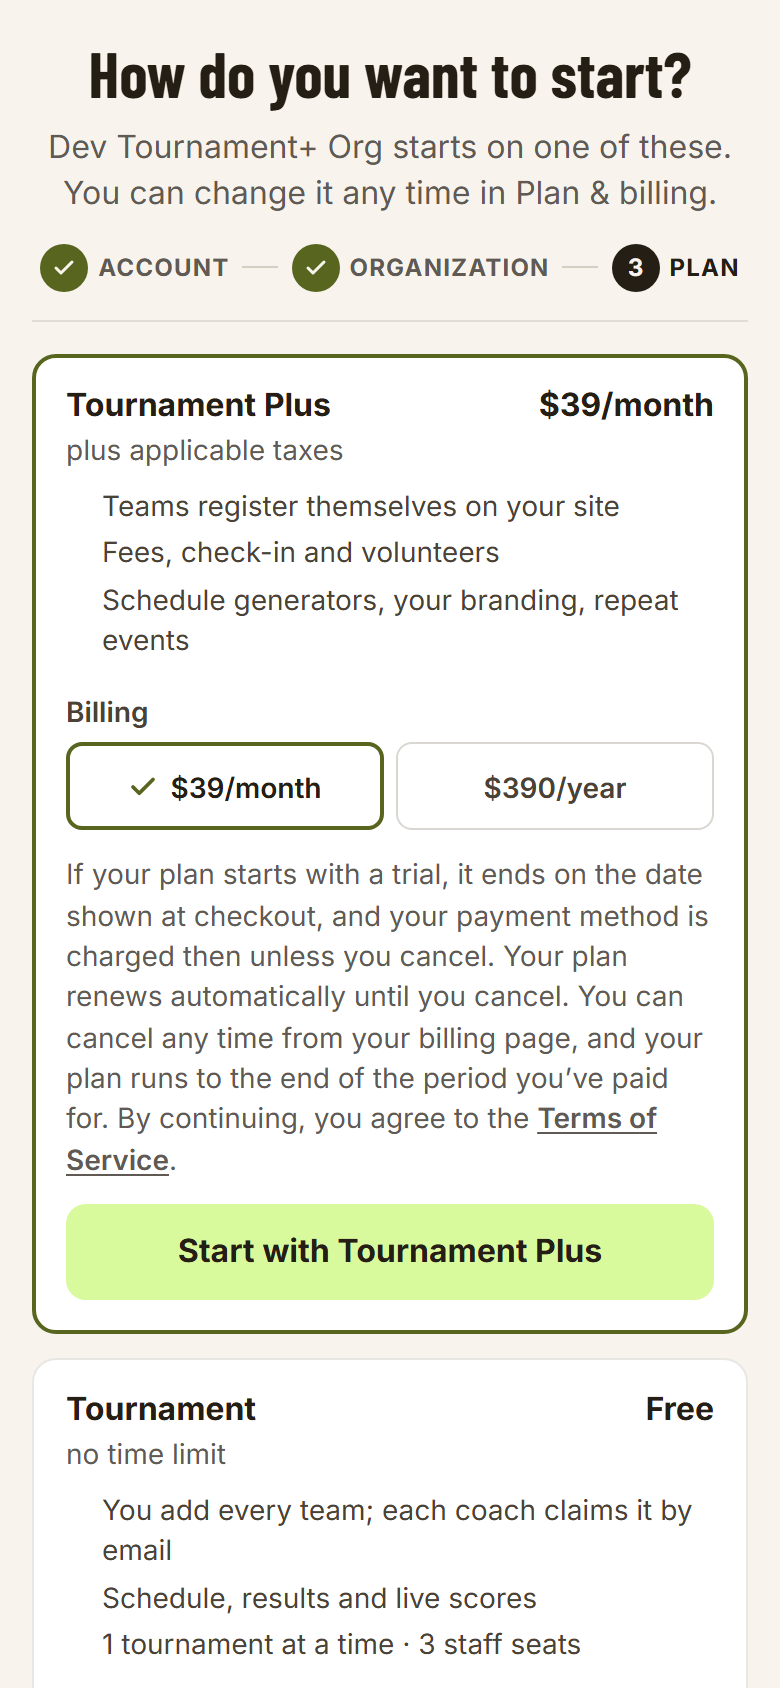 How do you want to start?
Dev Tournament+ Org starts on one of these.
You can change it any time in Plan & billing.
ACCOUNT
ORGANIZATION
3 PLAN
Tournament Plus
$39/month
plus applicable taxes
Teams register themselves on your site
Fees, check-in and volunteers
Schedule generators, your branding, repeat
events
Billing
$39/month
$390/year
If your plan starts with a trial, it ends on the date
shown at checkout, and your payment method is
charged then unless you cancel. Your plan
renews automatically until you cancel. You can
cancel any time from your billing page, and your
plan runs to the end of the period you’ve paid
for. By continuing, you agree to the Terms of
Service.
Start with Tournament Plus
Tournament
Free
no time limit
You add every team; each coach claims it by
email
Schedule, results and live scores
1 tournament at a time · 3 staff seats